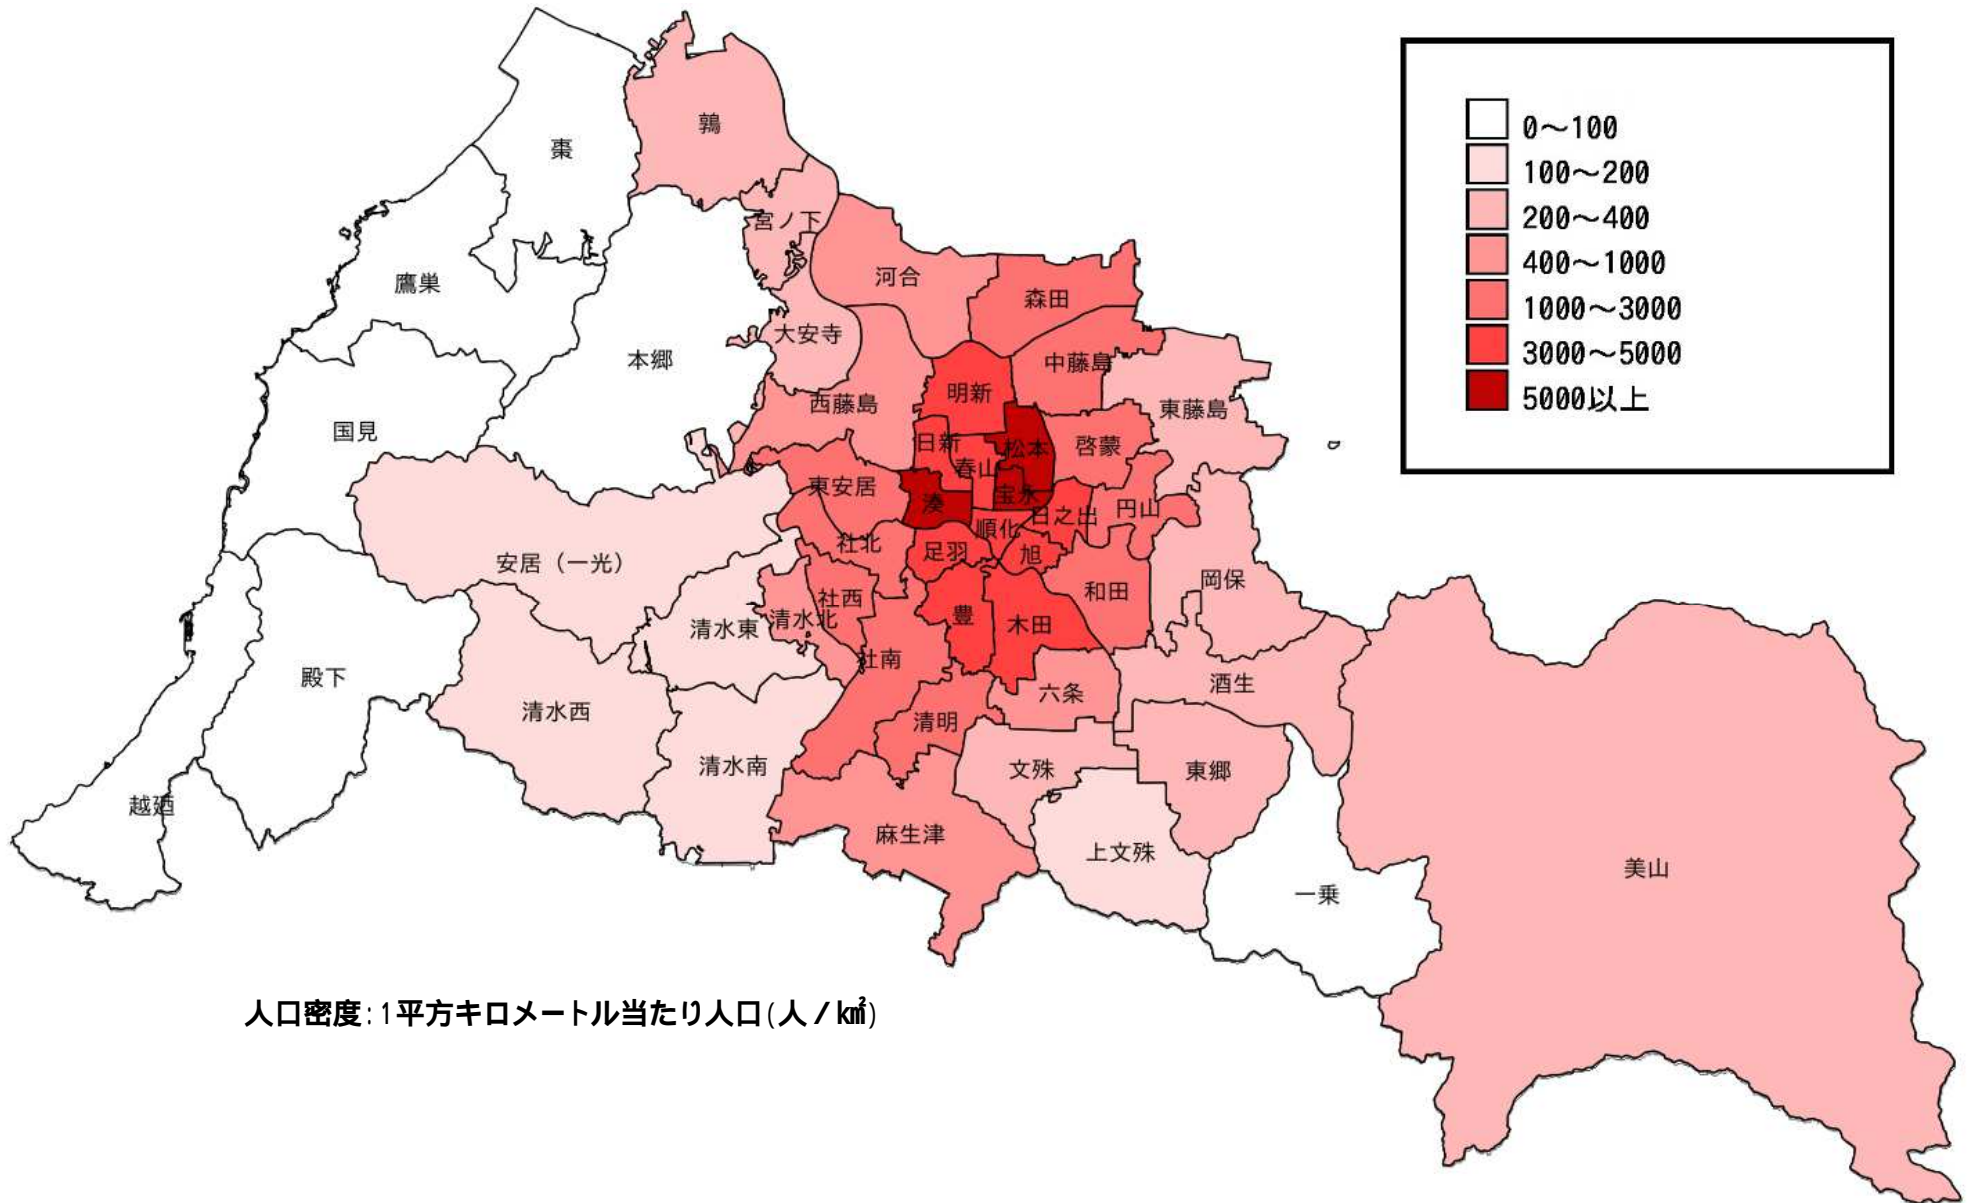 0～100
100～200
200～400
400～1000
1000～3000
3000～5000
5000以上
鶉
棗
宮ノ下
河合
鷹巣
森田
大安寺
本郷
中藤島
明新
西藤島
東藤島
国見
日新
松本
啓蒙
春山
東安居
宝永
湊
円山
日之出
順化
社北
足羽
旭
安居（一光）
岡保
和田
社西
清水北
豊
木田
清水東
社南
殿下
酒生
六条
清水西
清明
清水南
文殊
東郷
越廼
麻生津
上文殊
美山
一乗
人口密度：1平方キロメートル当たり人口（人／㎢）